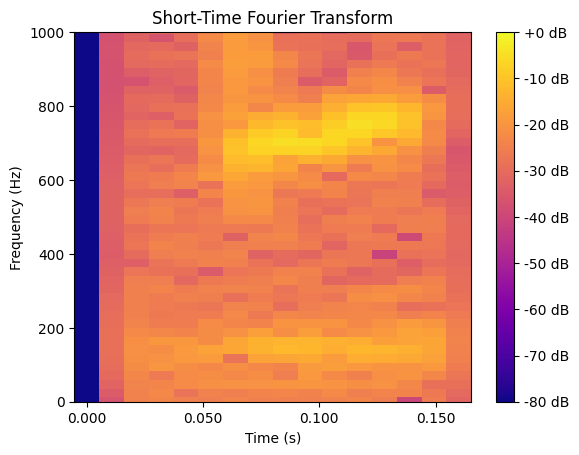 Short-Time Fourier Transform
1000
800
600
400
200
0
Frequency (Hz)
0.000
0.050
0.100
0.150
Time (s)
+0 dB
-10 dB
-20 dB
-30 dB
-40 dB
-50 dB
-60 dB
-70 dB
-80 dB